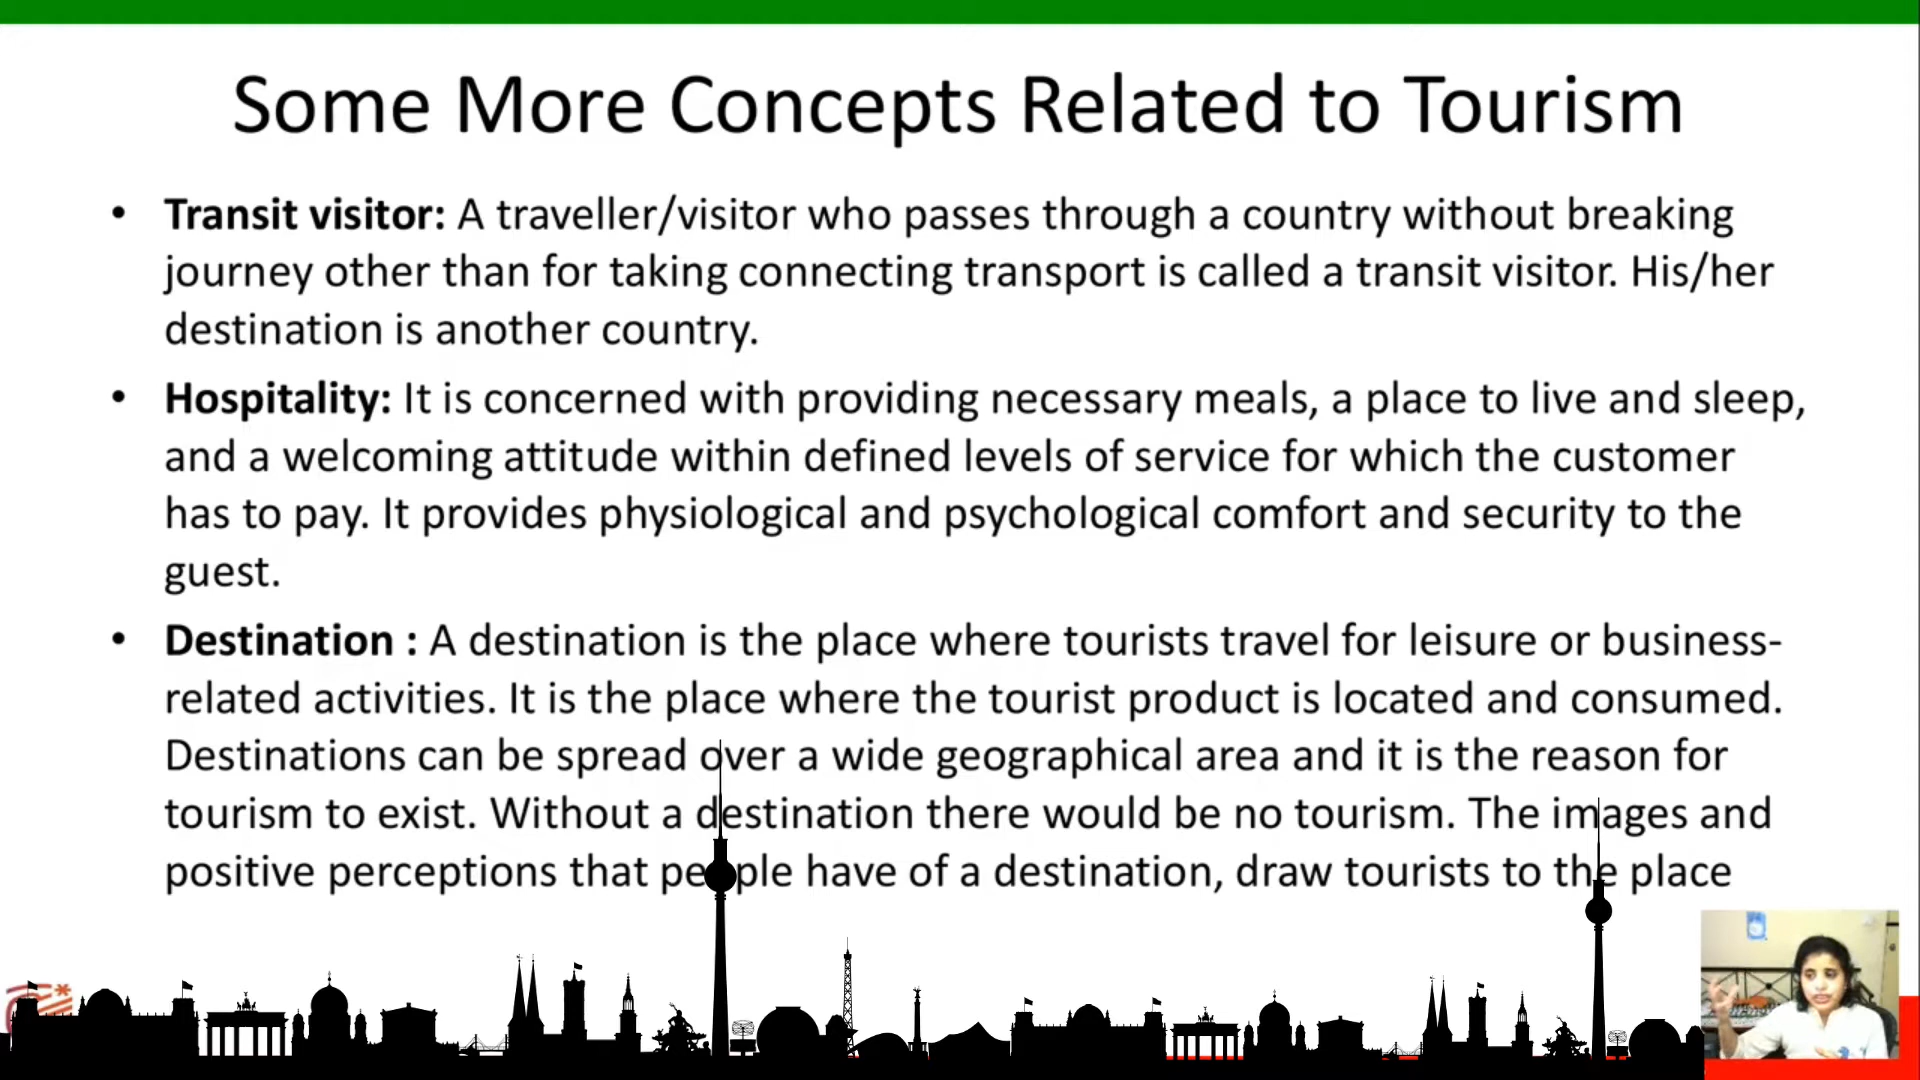 Some More Concepts Related to Tourism
• Transit visitor: A traveller/visitor who passes through a country without breaking
journey other than for taking connecting transport is called a transit visitor. His/her
destination is another country.
• Hospitality: It is concerned with providing necessary meals, a place to live and sleep,
and a welcoming attitude within defined levels of service for which the customer
has to pay. It provides physiological and psychological comfort and security to the
guest.
• Destination : A destination is the place where tourists travel for leisure or business-
related activities. It is the place where the tourist product is located and consumed.
Destinations can be spread over a wide geographical area and it is the reason for
tourism to exist. Without a destination there would be no tourism. The images and
positive perceptions that people have of a destination, draw tourists to the place